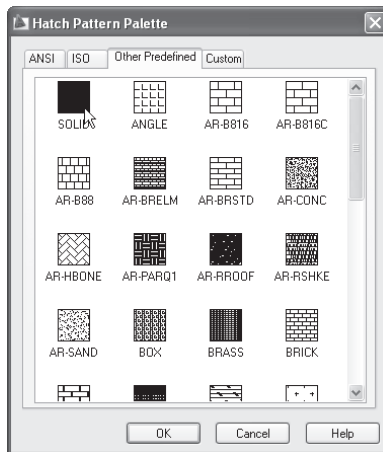 Hatch Pattern Palette
ANSI ISO Other Predefined Custom
SOLID ANGLE AR-B816 AR-B816C
AR-B88 AR-BRELM AR-BRSTD AR-CONC
AR-HBONE AR-PARQ1 AR-RROOF AR-RSHKE
AR-SAND BOX BRASS BRICK
OK Cancel Help